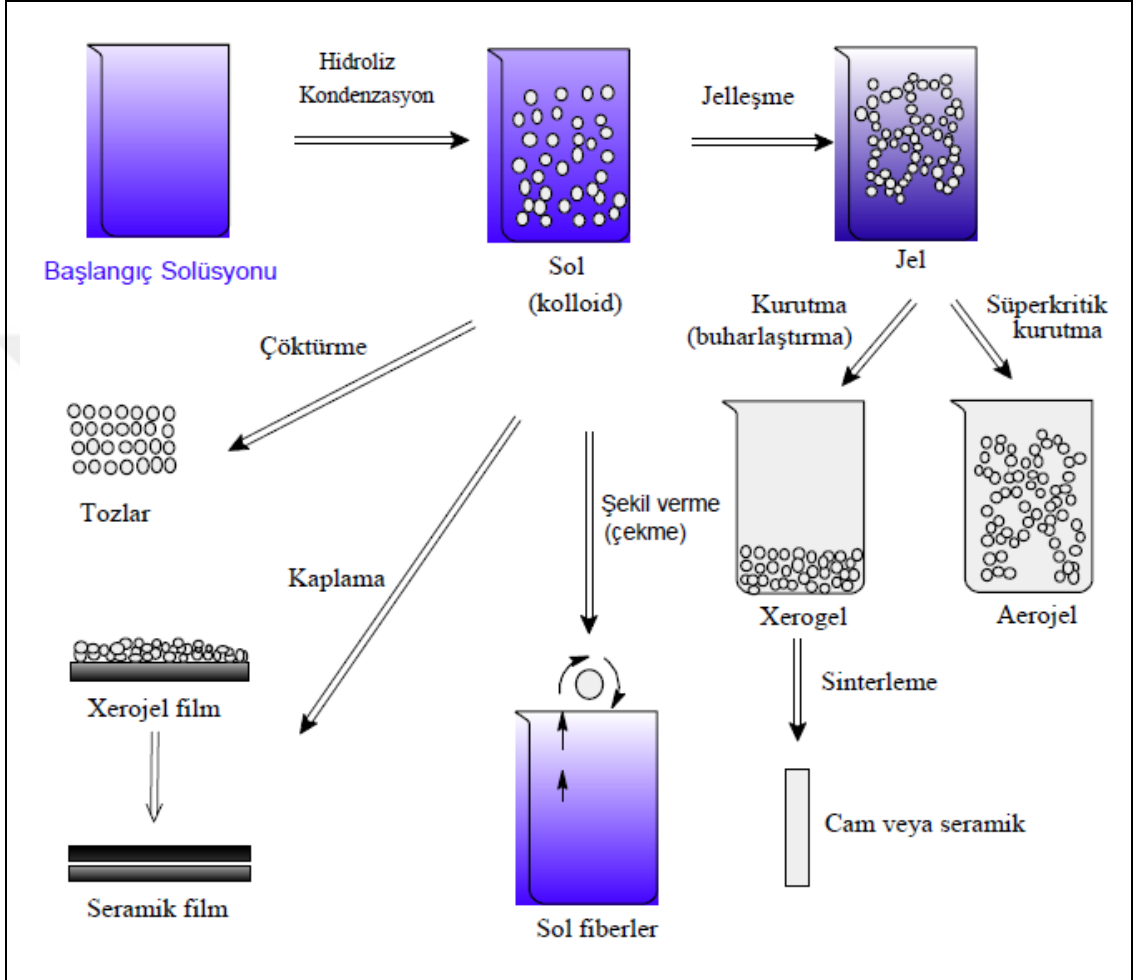 Hidroliz
Kondenzasyon
Jelleşme
Başlangıç Solüsyonu
Sol
(kolloid)
Jel
Çöktürme
Kurutma
(buharlaştırma)
Süperkritik
kurutma
Tozlar
Kaplama
Şekil verme
(çekme)
Xerogel
Aerojel
Xerojel film
Sinterleme
Cam veya seramik
Seramik film
Sol fiberler